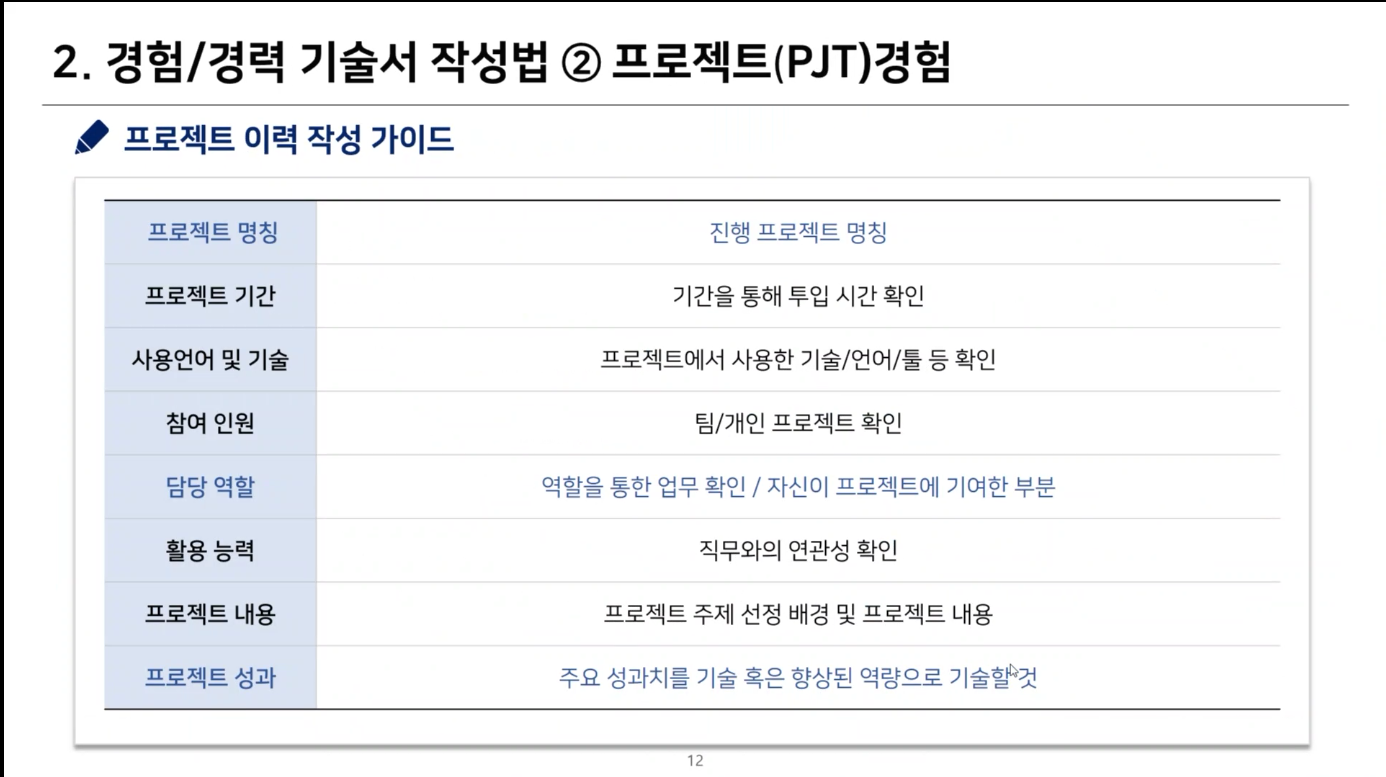 2. 경험/경력 기술서 작성법 ② 프로젝트(PJT)경험
프로젝트 이력 작성 가이드
프로젝트 명칭 진행 프로젝트 명칭
프로젝트 기간 기간을 통해 투입 시간 확인
사용언어 및 기술 프로젝트에서 사용한 기술/언어/툴 등 확인
참여 인원 팀/개인 프로젝트 확인
담당 역할 역할을 통한 업무 확인 / 자신이 프로젝트에 기여한 부분
활용 능력 직무와의 연관성 확인
프로젝트 내용 프로젝트 주제 선정 배경 및 프로젝트 내용
프로젝트 성과 주요 성과치를 기술 혹은 향상된 역량으로 기술할 것
12